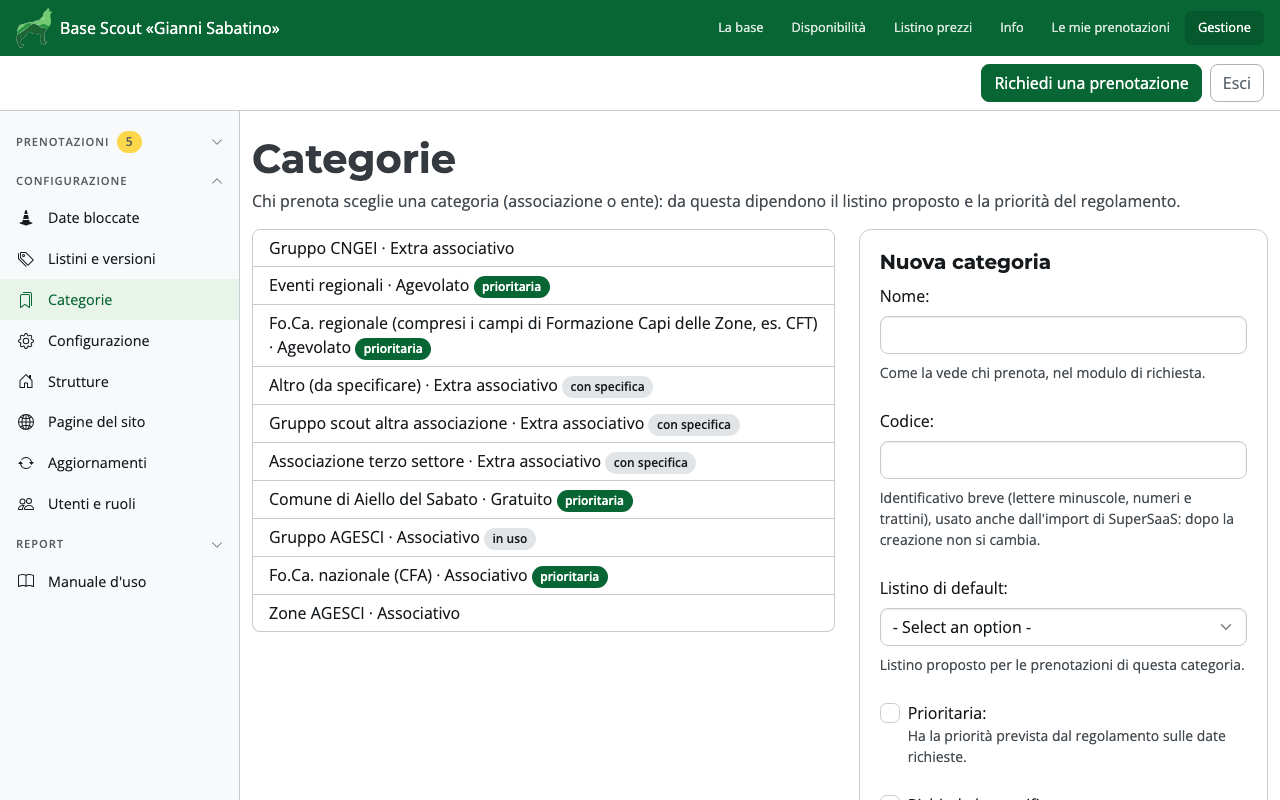 Base Scout «Gianni Sabatino»
La base
Disponibilità
Listino prezzi
Info
Le mie prenotazioni
Gestione
Richiedi una prenotazione
Esci
PRENOTAZIONI 5
CONFIGURAZIONE
Date bloccate
Listini e versioni
Categorie
Configurazione
Strutture
Pagine del sito
Aggiornamenti
Utenti e ruoli
REPORT
Manuale d'uso
Categorie
Chi prenota sceglie una categoria (associazione o ente): da questa dipendono il listino proposto e la priorità del regolamento.
Gruppo CNGEI · Extra associativo
Eventi regionali · Agevolato prioritaria
Fo.Ca. regionale (compresi i campi di Formazione Capi delle Zone, es. CFT)
· Agevolato prioritaria
Altro (da specificare) · Extra associativo con specifica
Gruppo scout altra associazione · Extra associativo con specifica
Associazione terzo settore · Extra associativo con specifica
Comune di Aiello del Sabato · Gratuito prioritaria
Gruppo AGESCI · Associativo in uso
Fo.Ca. nazionale (CFA) · Associativo prioritaria
Zone AGESCI · Associativo
Nuova categoria
Nome:
Come la vede chi prenota, nel modulo di richiesta.
Codice:
Identificativo breve (lettere minuscole, numeri e
trattini), usato anche dall'import di SuperSaaS: dopo la
creazione non si cambia.
Listino di default:
- Select an option -
Listino proposto per le prenotazioni di questa categoria.
Prioritaria:
Ha la priorità prevista dal regolamento sulle date
richieste.